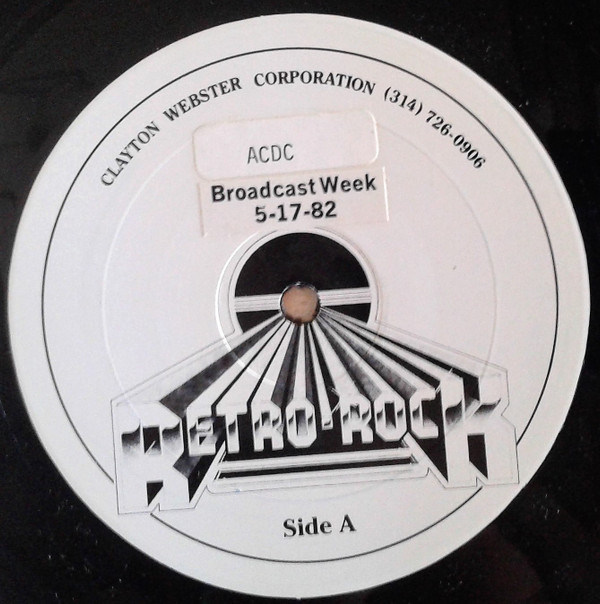 CLAYTON WEBSTER CORPORATION (314) 726-0906
ACDC
Broadcast Week
5-17-82
RETRO-ROCK
Side A